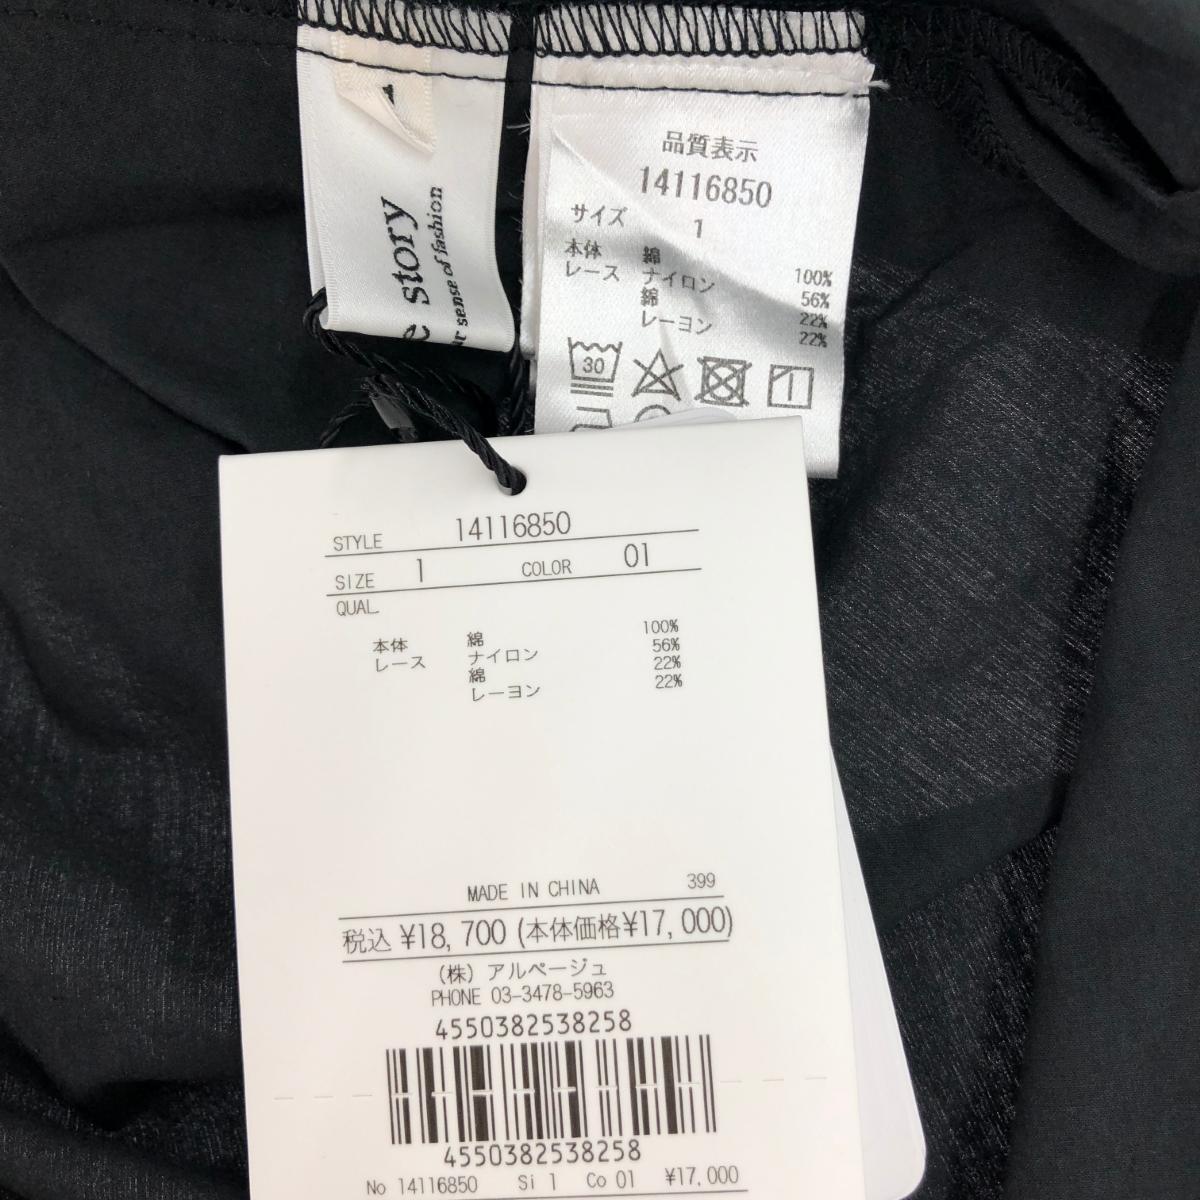 story
sense of fashion
品質表示
14116850
サイズ 1
本体 綿 100%
レース ナイロン 56%
綿 22%
レーヨン 22%
30
STYLE 14116850
SIZE 1 COLOR 01
QUAL.
本体 綿 100%
レース ナイロン 56%
綿 22%
レーヨン 22%
MADE IN CHINA 399
税込 ¥18,700 (本体価格¥17,000)
(株) アルページュ
PHONE 03-3478-5963
4550382538258
4550382538258
No 14116850 Si 1 Co 01 ¥17,000